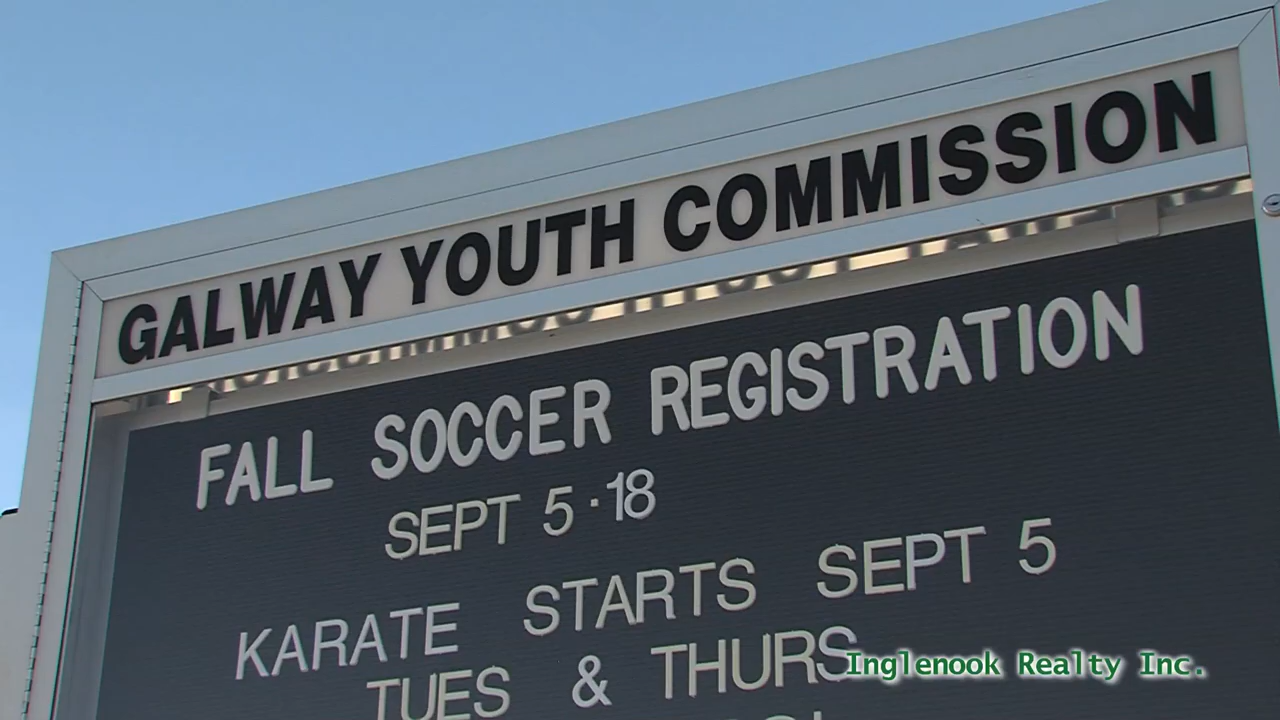 GALWAY YOUTH COMMISSION
FALL SOCCER REGISTRATION
SEPT 5·18
KARATE STARTS SEPT 5
TUES & THURS
Inglenook Realty Inc.